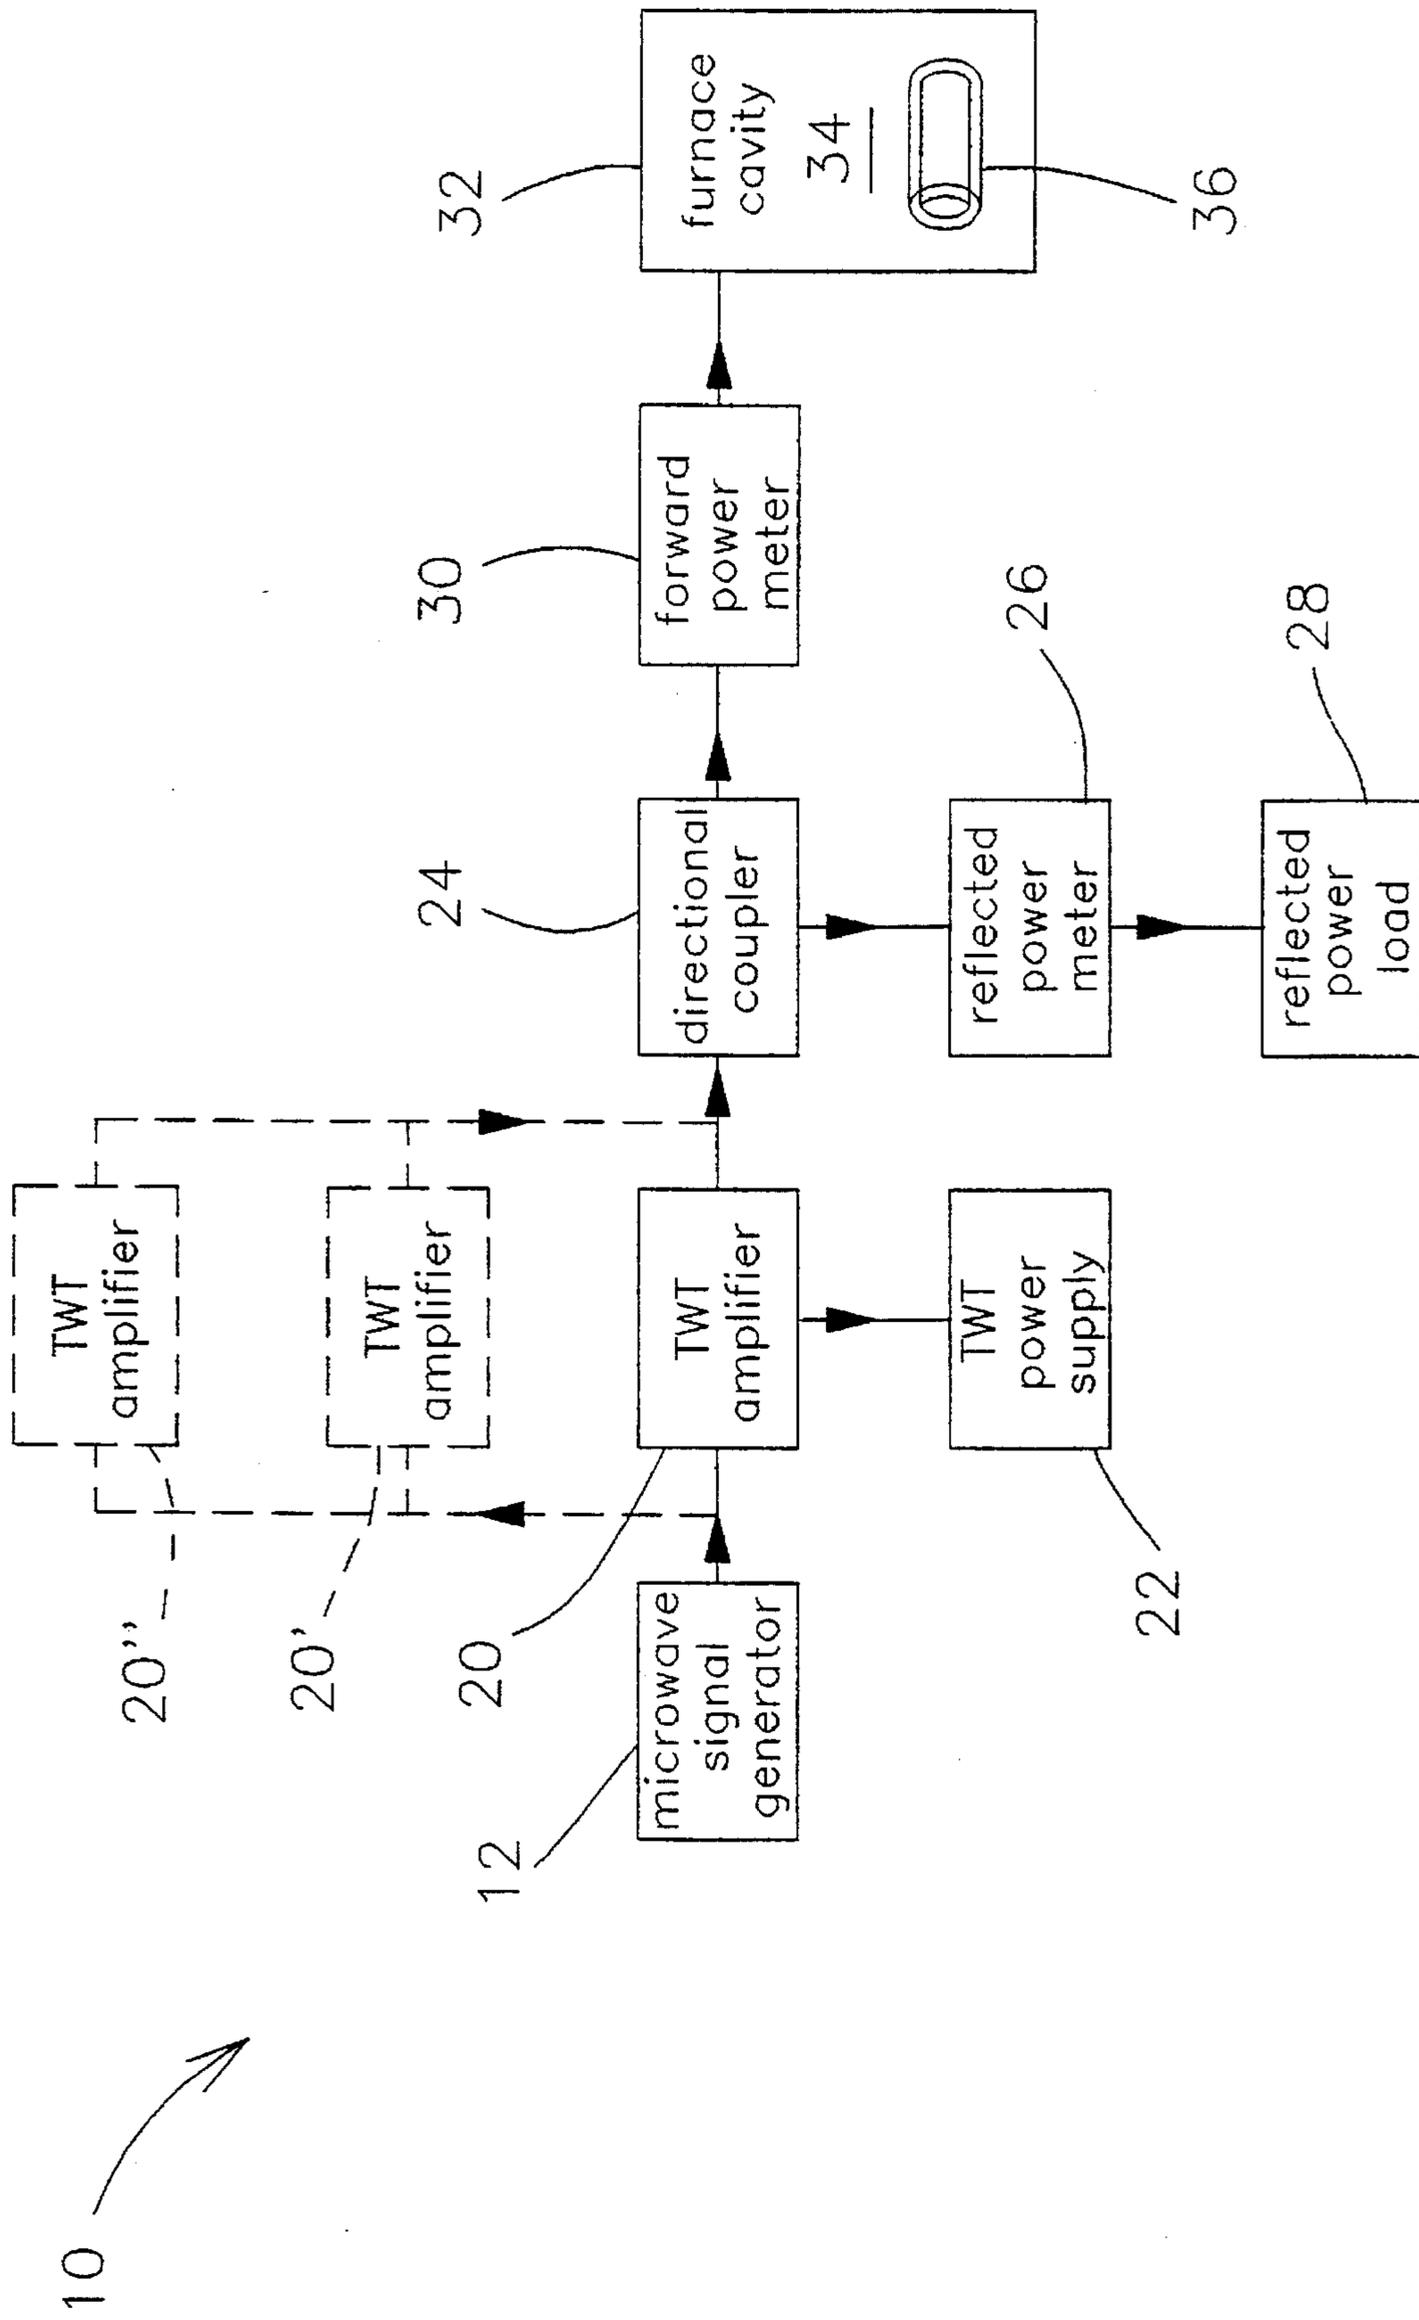 10
12
microwave
signal
generator
20
TWT
amplifier
20'
TWT
amplifier
20''
TWT
amplifier
22
TWT
power
supply
24
directional
coupler
26
reflected
power
meter
28
reflected
power
load
30
forward
power
meter
32
furnace
cavity
34
36